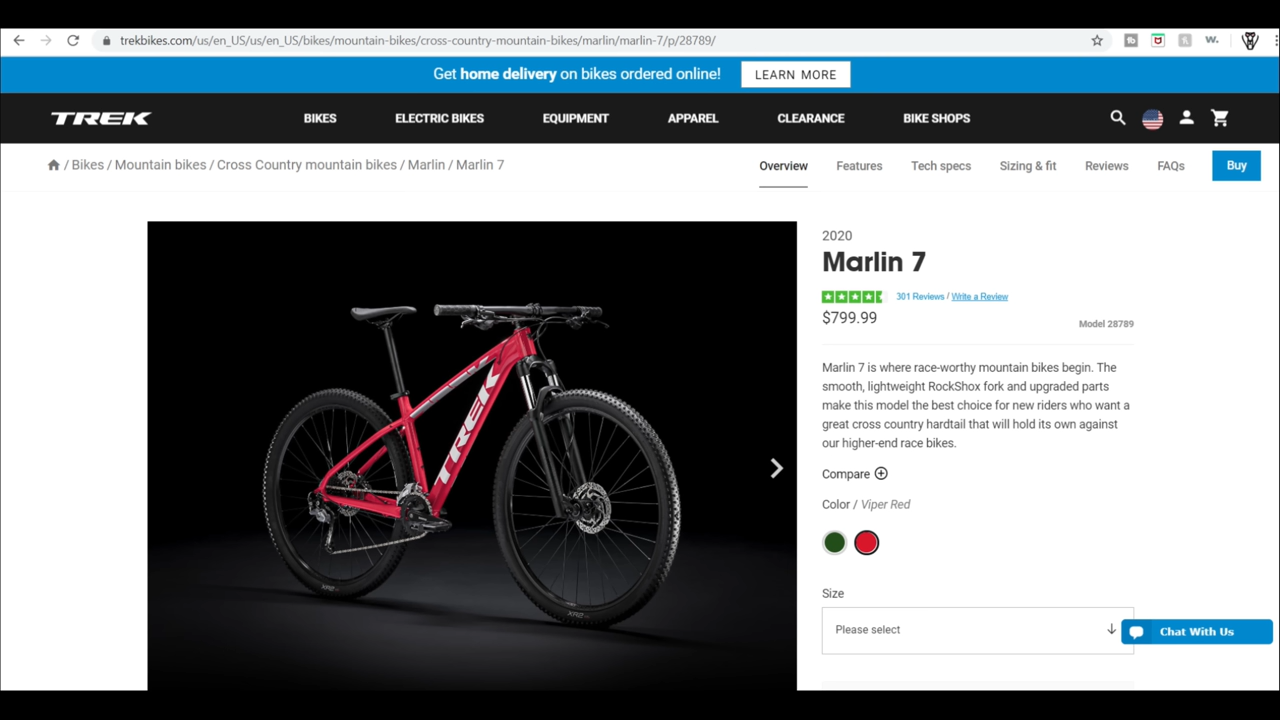 trekbikes.com/us/en_US/us/en_US/bikes/mountain-bikes/cross-country-mountain-bikes/marlin/marlin-7/p/28789/
w.
Get home delivery on bikes ordered online! LEARN MORE
TREK BIKES ELECTRIC BIKES EQUIPMENT APPAREL CLEARANCE BIKE SHOPS
/ Bikes / Mountain bikes / Cross Country mountain bikes / Marlin / Marlin 7
Overview Features Tech specs Sizing & fit Reviews FAQs Buy
TREK
XR2
XR2
2020
Marlin 7
301 Reviews / Write a Review
$799.99
Model 28789
Marlin 7 is where race-worthy mountain bikes begin. The
smooth, lightweight RockShox fork and upgraded parts
make this model the best choice for new riders who want a
great cross country hardtail that will hold its own against
our higher-end race bikes.
Compare
Color / Viper Red
Size
Please select
Chat With Us